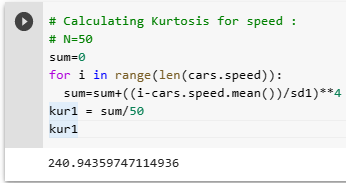 # Calculating Kurtosis for speed :
# N=50
sum=0
for i in range(len(cars.speed)):
  sum=sum+((i-cars.speed.mean())/sd1)**4
kur1 = sum/50
kur1
240.94359747114936